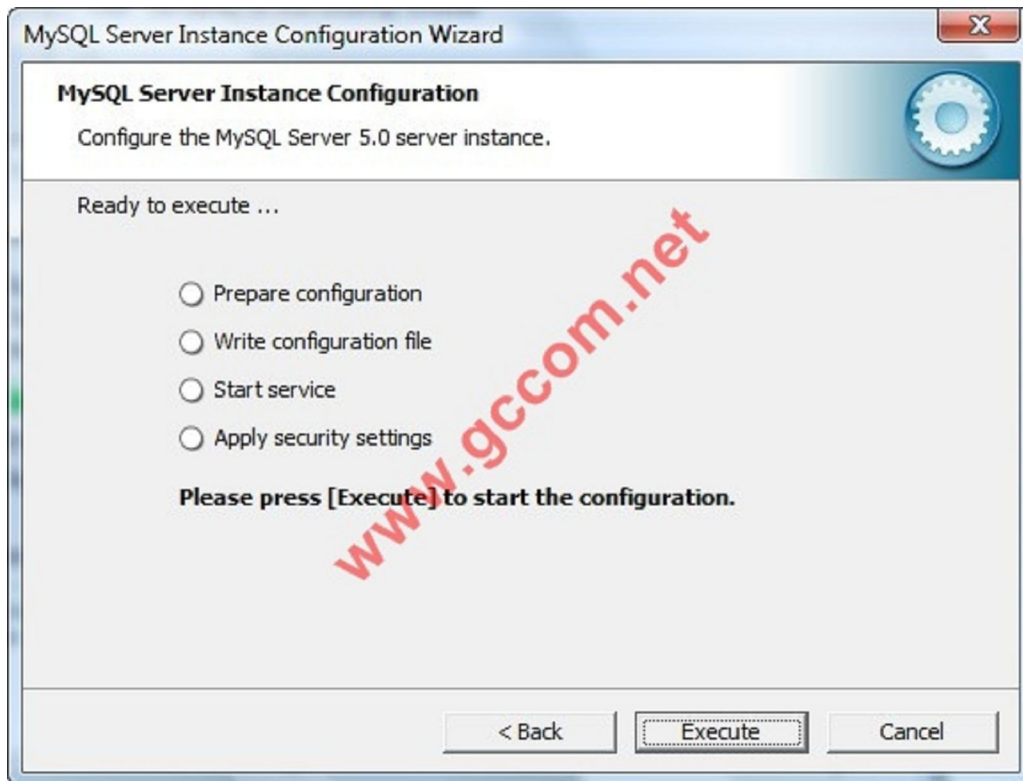 MySQL Server Instance Configuration Wizard
MySQL Server Instance Configuration
Configure the MySQL Server 5.0 server instance.
Ready to execute ...
Prepare configuration
Write configuration file
Start service
Apply security settings
Please press [Execute] to start the configuration.
www.gccom.net
< Back
Execute
Cancel